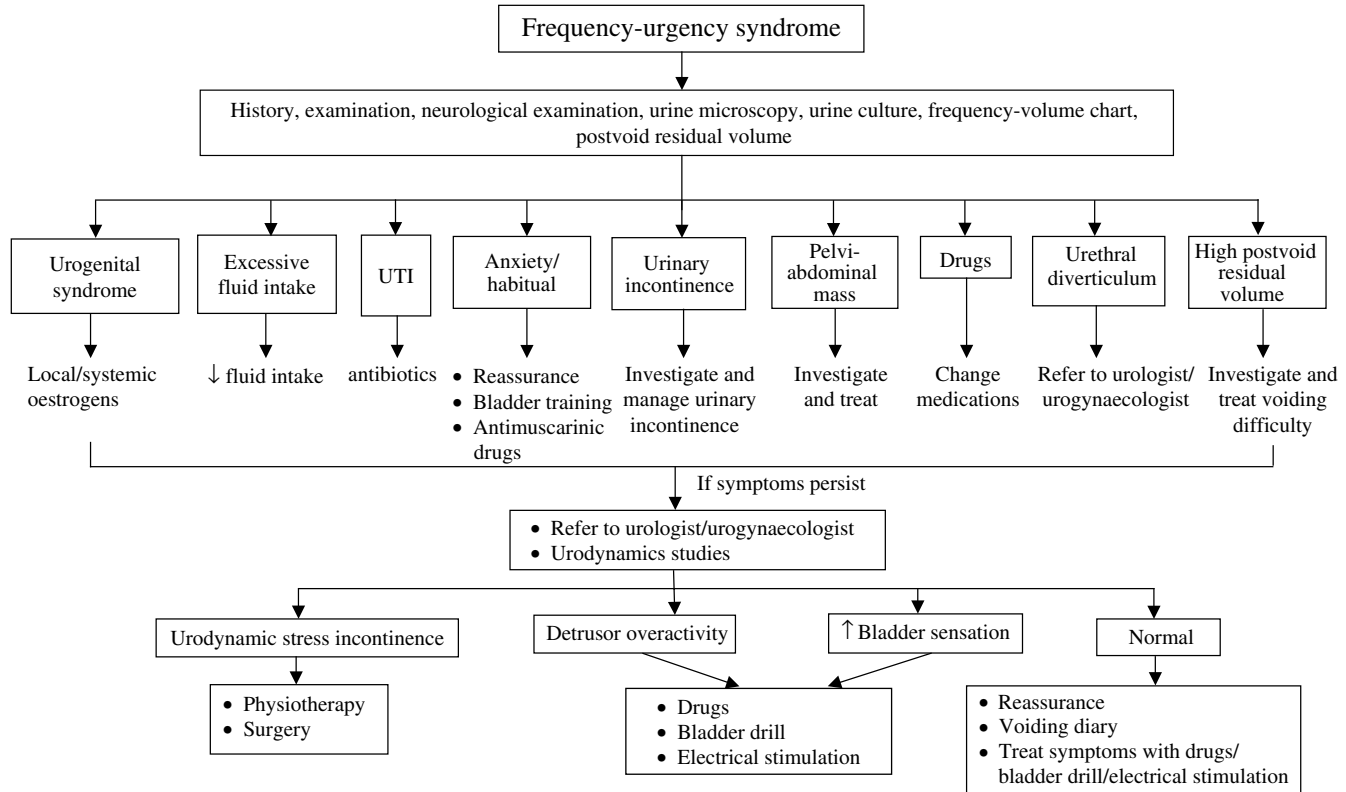 Frequency-urgency syndrome
History, examination, neurological examination, urine microscopy, urine culture, frequency-volume chart,
postvoid residual volume
Urogenital
syndrome
Excessive
fluid intake
UTI
Anxiety/
habitual
Urinary
incontinence
Pelvi-
abdominal
mass
Drugs
Urethral
diverticulum
High postvoid
residual
volume
Local/systemic
oestrogens
↓ fluid intake
antibiotics
• Reassurance
• Bladder training
• Antimuscarinic
drugs
Investigate and
manage urinary
incontinence
Investigate
and treat
Change
medications
Refer to urologist/
urogynaecologist
Investigate and
treat voiding
difficulty
If symptoms persist
• Refer to urologist/urogynaecologist
• Urodynamics studies
Urodynamic stress incontinence
Detrusor overactivity
↑ Bladder sensation
Normal
• Physiotherapy
• Surgery
• Drugs
• Bladder drill
• Electrical stimulation
• Reassurance
• Voiding diary
• Treat symptoms with drugs/
bladder drill/electrical stimulation